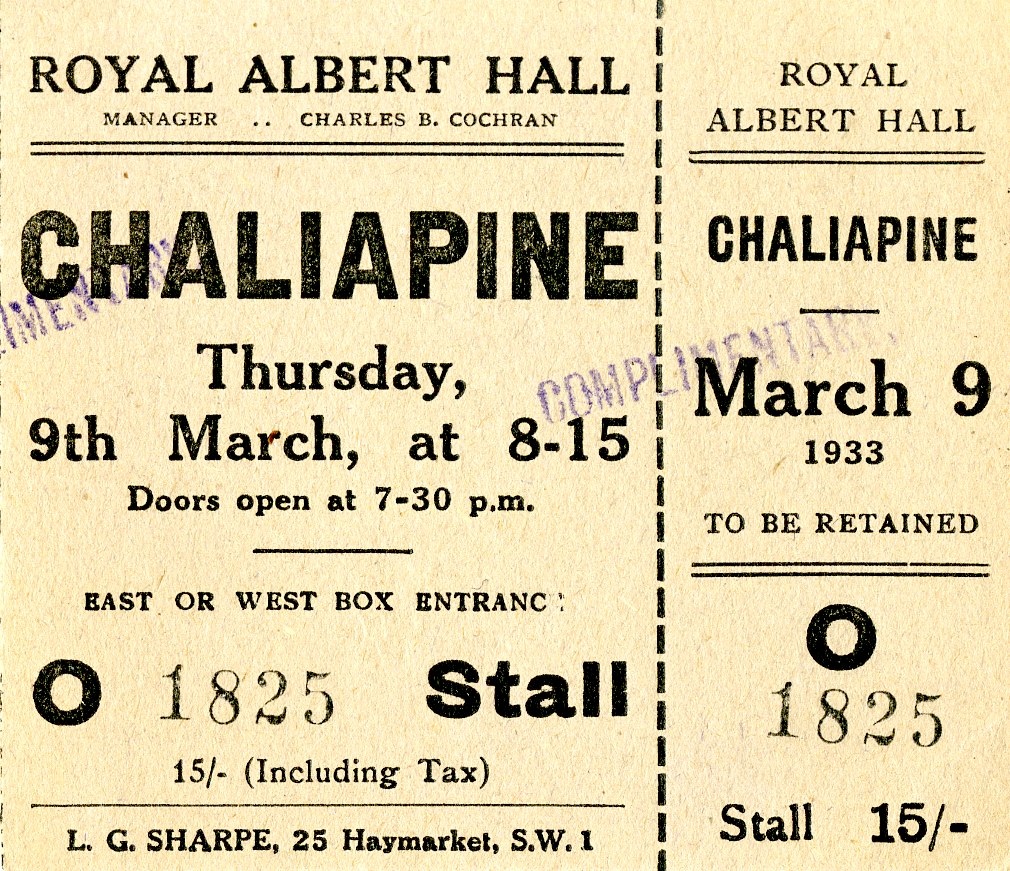 ROYAL ALBERT HALL
MANAGER .. CHARLES B. COCHRAN
CHALIAPINE
Thursday,
9th March, at 8-15
Doors open at 7-30 p.m.
EAST OR WEST BOX ENTRANC
O 1825 Stall
15/- (Including Tax)
L. G. SHARPE, 25 Haymarket, S.W. 1
COMPLIMENTARY.
ROYAL
ALBERT HALL
CHALIAPINE
March 9
1933
TO BE RETAINED
O
1825
Stall 15/-